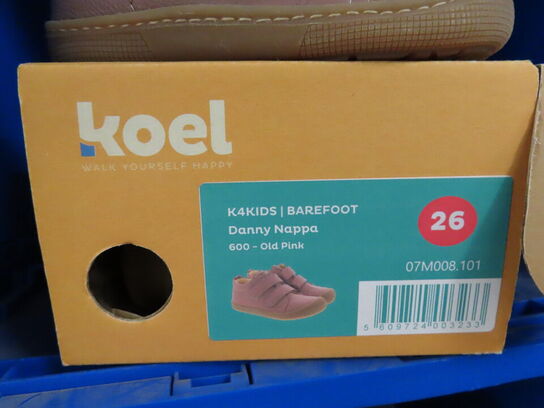 koel
WALK YOURSELF HAPPY
K4KIDS | BAREFOOT
Danny Nappa
600 - Old Pink
26
07M008.101
5 609724 003233